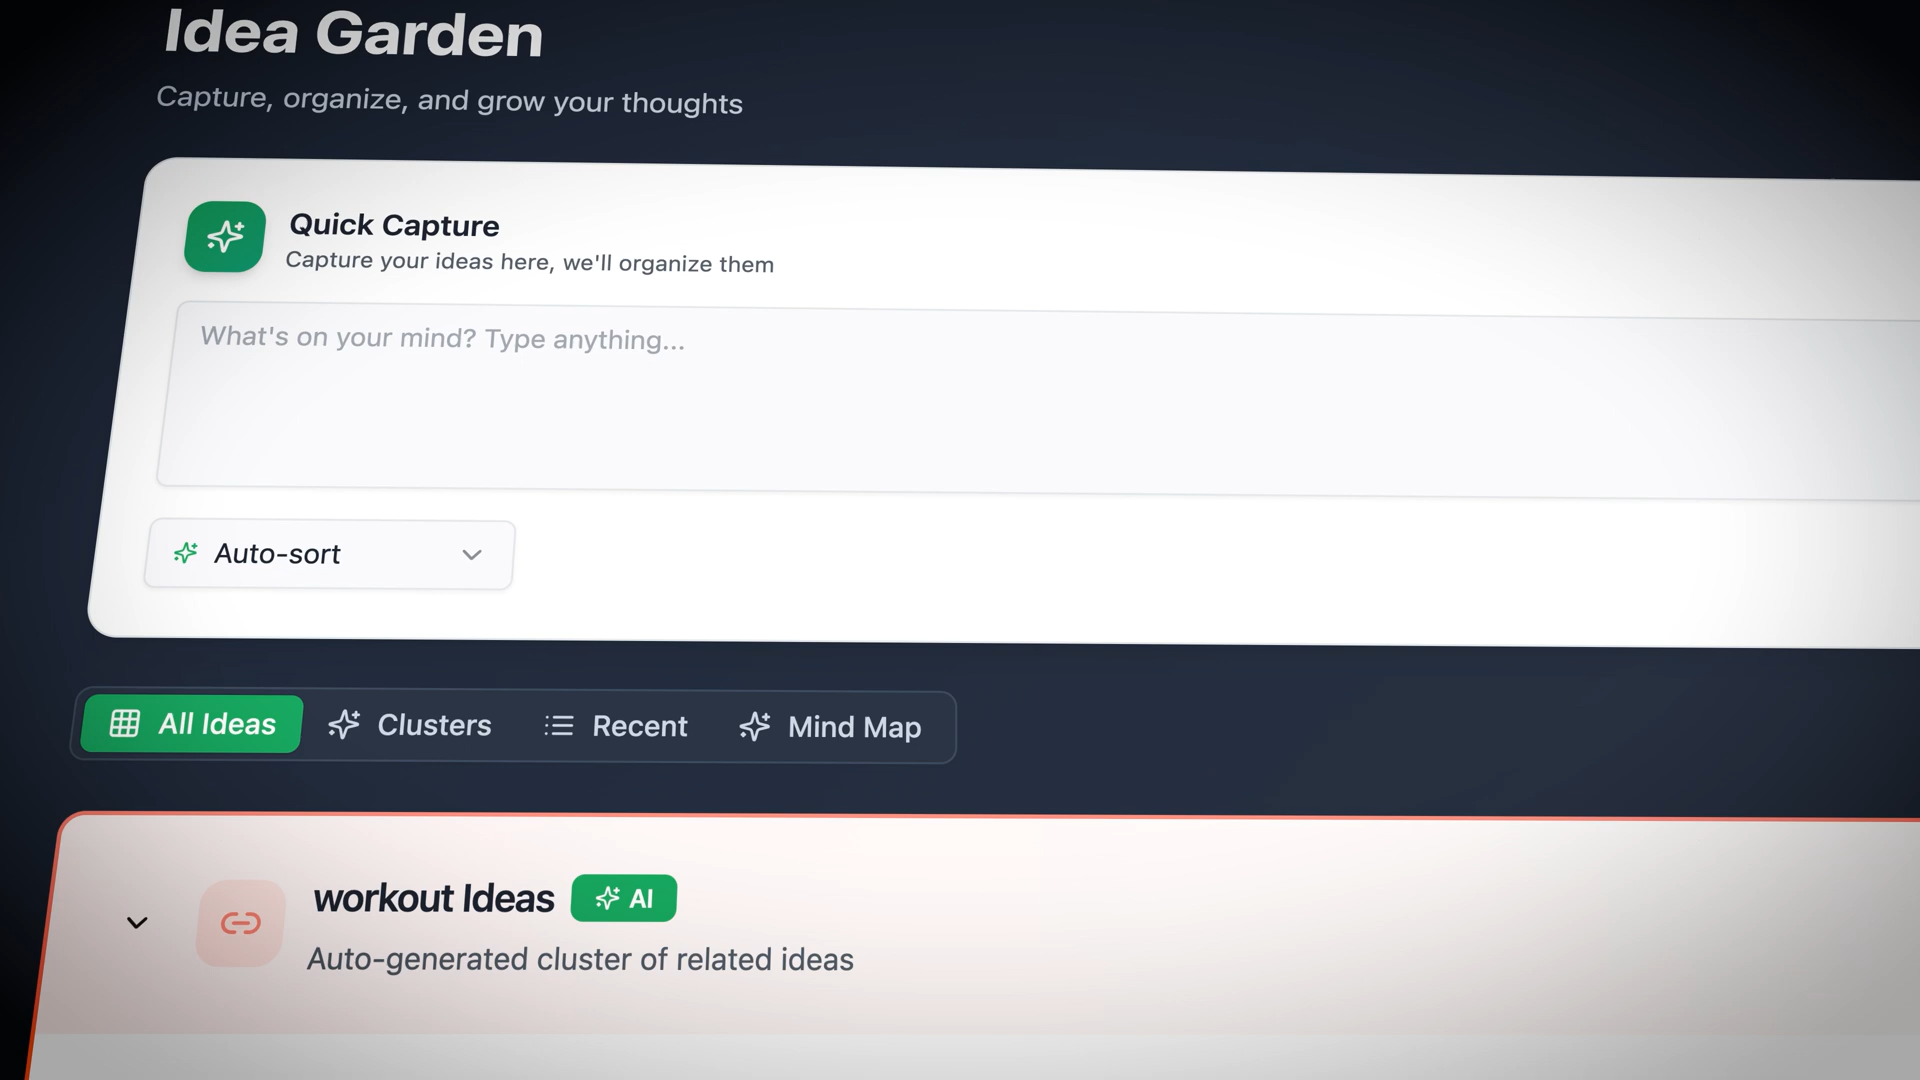 Idea Garden
Capture, organize, and grow your thoughts
Quick Capture
Capture your ideas here, we'll organize them
What's on your mind? Type anything...
Auto-sort
All Ideas
Clusters
Recent
Mind Map
workout Ideas
AI
Auto-generated cluster of related ideas